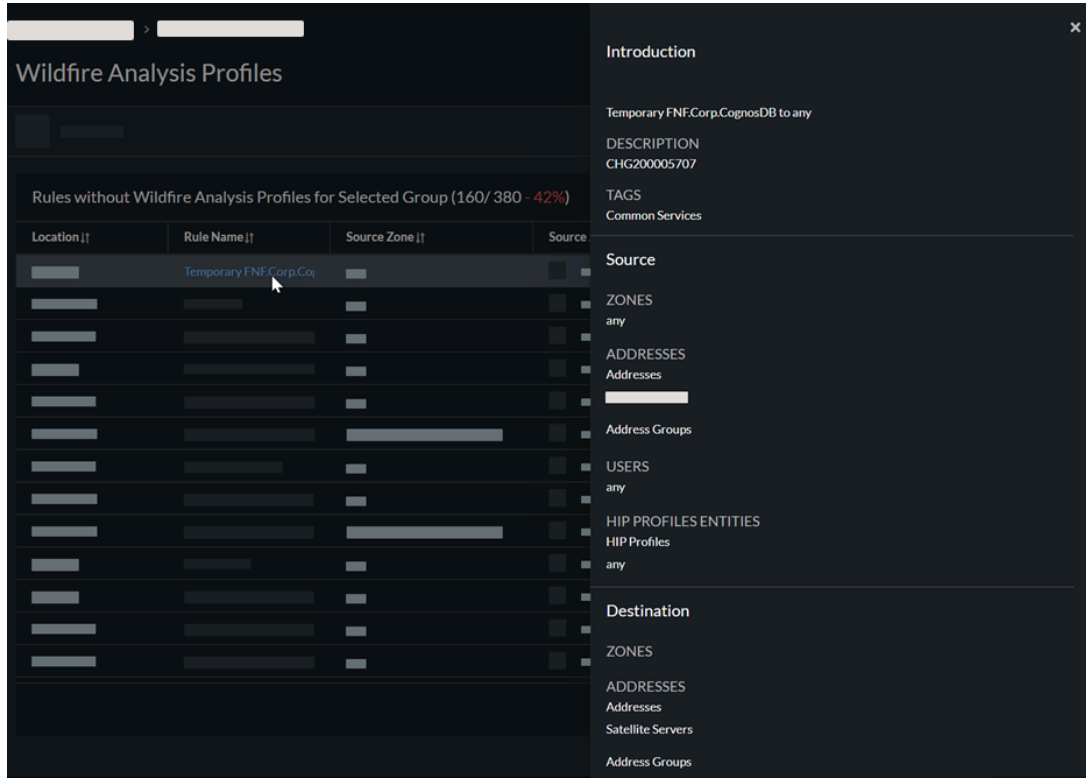 Wildfire Analysis Profiles
Rules without Wildfire Analysis Profiles for Selected Group (160/ 380 - 42%)
Location Rule Name Source Zone Source
Temporary FNF.Corp.Co
Introduction
Temporary FNF.Corp.CognosDB to any
DESCRIPTION
CHG200005707
TAGS
Common Services
Source
ZONES
any
ADDRESSES
Addresses
Address Groups
USERS
any
HIP PROFILES ENTITIES
HIP Profiles
any
Destination
ZONES
ADDRESSES
Addresses
Satellite Servers
Address Groups